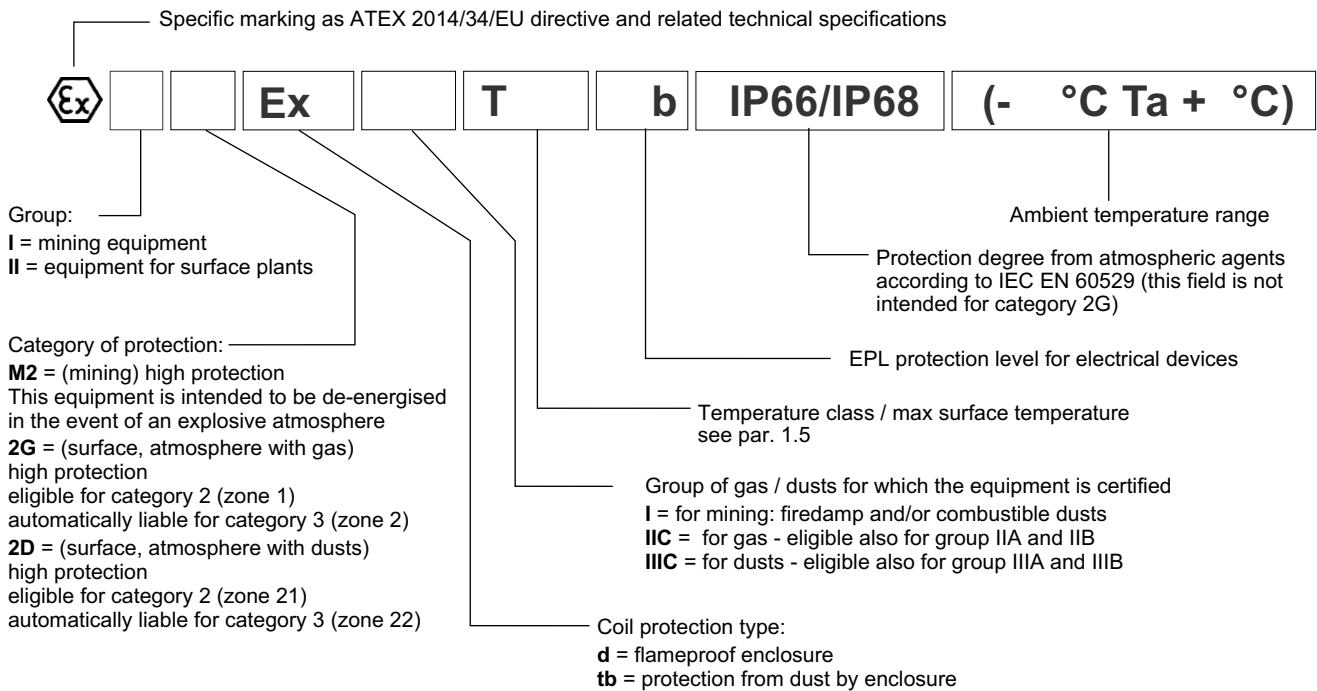 Specific marking as ATEX 2014/34/EU directive and related technical specifications
Ex Ex T b IP66/IP68 (- °C Ta + °C)
Group:
I = mining equipment
II = equipment for surface plants
Ambient temperature range
Protection degree from atmospheric agents
according to IEC EN 60529 (this field is not
intended for category 2G)
Category of protection:
M2 = (mining) high protection
This equipment is intended to be de-energised
in the event of an explosive atmosphere
2G = (surface, atmosphere with gas)
high protection
eligible for category 2 (zone 1)
automatically liable for category 3 (zone 2)
2D = (surface, atmosphere with dusts)
high protection
eligible for category 2 (zone 21)
automatically liable for category 3 (zone 22)
EPL protection level for electrical devices
Temperature class / max surface temperature
see par. 1.5
Group of gas / dusts for which the equipment is certified
I = for mining: firedamp and/or combustible dusts
IIC = for gas - eligible also for group IIA and IIB
IIIC = for dusts - eligible also for group IIIA and IIIB
Coil protection type:
d = flameproof enclosure
tb = protection from dust by enclosure